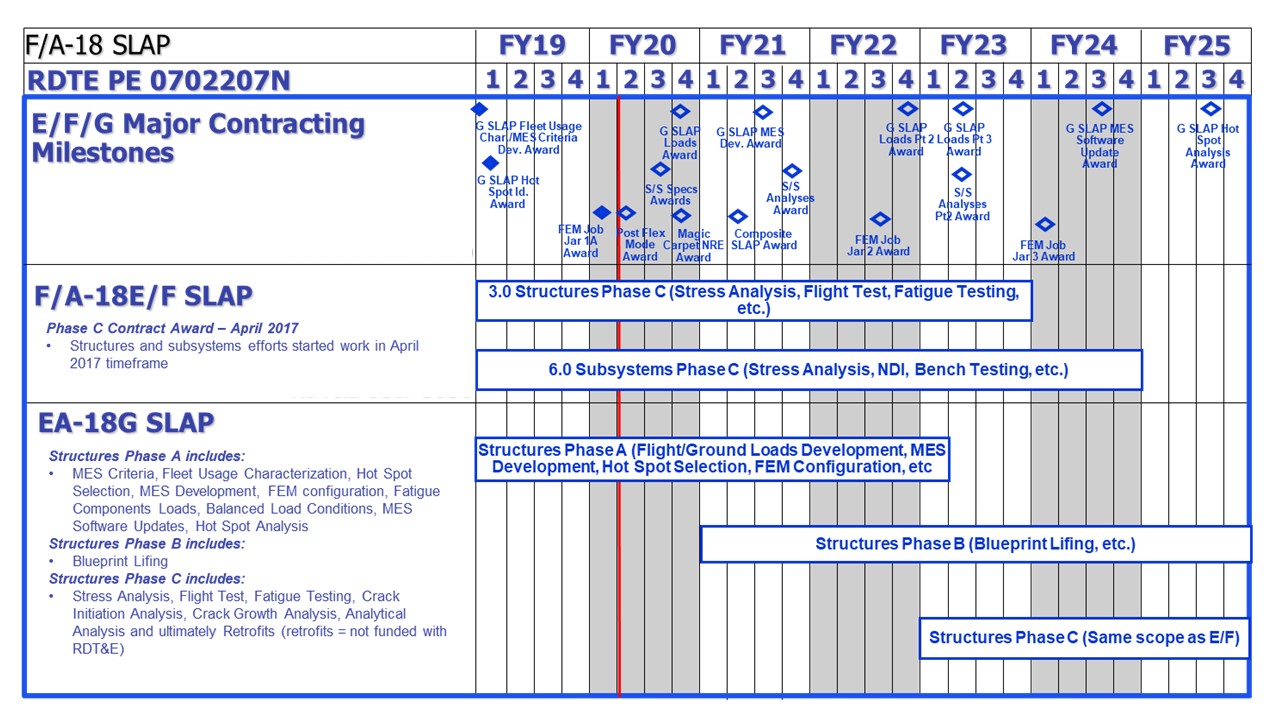 F/A-18 SLAP
FY19 FY20 FY21 FY22 FY23 FY24 FY25
RDTE PE 0702207N
1 2 3 4 1 2 3 4 1 2 3 4 1 2 3 4 1 2 3 4 1 2 3 4 1 2 3 4
E/F/G Major Contracting
Milestones
G SLAP Fleet Usage
Char./MES Criteria
Dev. Award
G SLAP Hot
Spot Id.
Award
FEM Job
Jar 1A
Award
Post Flex
Mode
Award
S/S Specs
Awards
G SLAP
Loads
Award
Magic
Carpet NRE
Award
G SLAP MES
Dev. Award
Composite
SLAP Award
S/S
Analyses
Award
FEM Job
Jar 2 Award
G SLAP
Loads Pt 2
Award
G SLAP
Loads Pt 3
Award
S/S
Analyses
Pt2 Award
FEM Job
Jar 3 Award
G SLAP MES
Software
Update
Award
G SLAP Hot
Spot
Analysis
Award
F/A-18E/F SLAP
Phase C Contract Award – April 2017
• Structures and subsystems efforts started work in April
2017 timeframe
3.0 Structures Phase C (Stress Analysis, Flight Test, Fatigue Testing,
etc.)
6.0 Subsystems Phase C (Stress Analysis, NDI, Bench Testing, etc.)
EA-18G SLAP
Structures Phase A includes:
• MES Criteria, Fleet Usage Characterization, Hot Spot
Selection, MES Development, FEM configuration, Fatigue
Components Loads, Balanced Load Conditions, MES
Software Updates, Hot Spot Analysis
Structures Phase B includes:
• Blueprint Lifing
Structures Phase C includes:
• Stress Analysis, Flight Test, Fatigue Testing, Crack
Initiation Analysis, Crack Growth Analysis, Analytical
Analysis and ultimately Retrofits (retrofits = not funded with
RDT&E)
Structures Phase A (Flight/Ground Loads Development, MES
Development, Hot Spot Selection, FEM Configuration, etc
Structures Phase B (Blueprint Lifing, etc.)
Structures Phase C (Same scope as E/F)